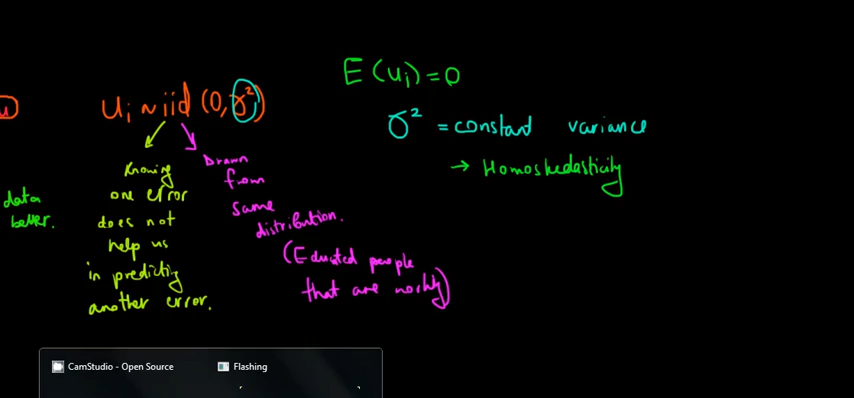 u
data
better.
Ui ~ iid (0, σ²)
Knowing
one error
does not
help us
in predicting
another error.
Drawn
from
same
distribution.
(Educated people
that are
E (Ui) = 0
σ² = constant variance
→ Homoskedasticity
CamStudio - Open Source
Flashing